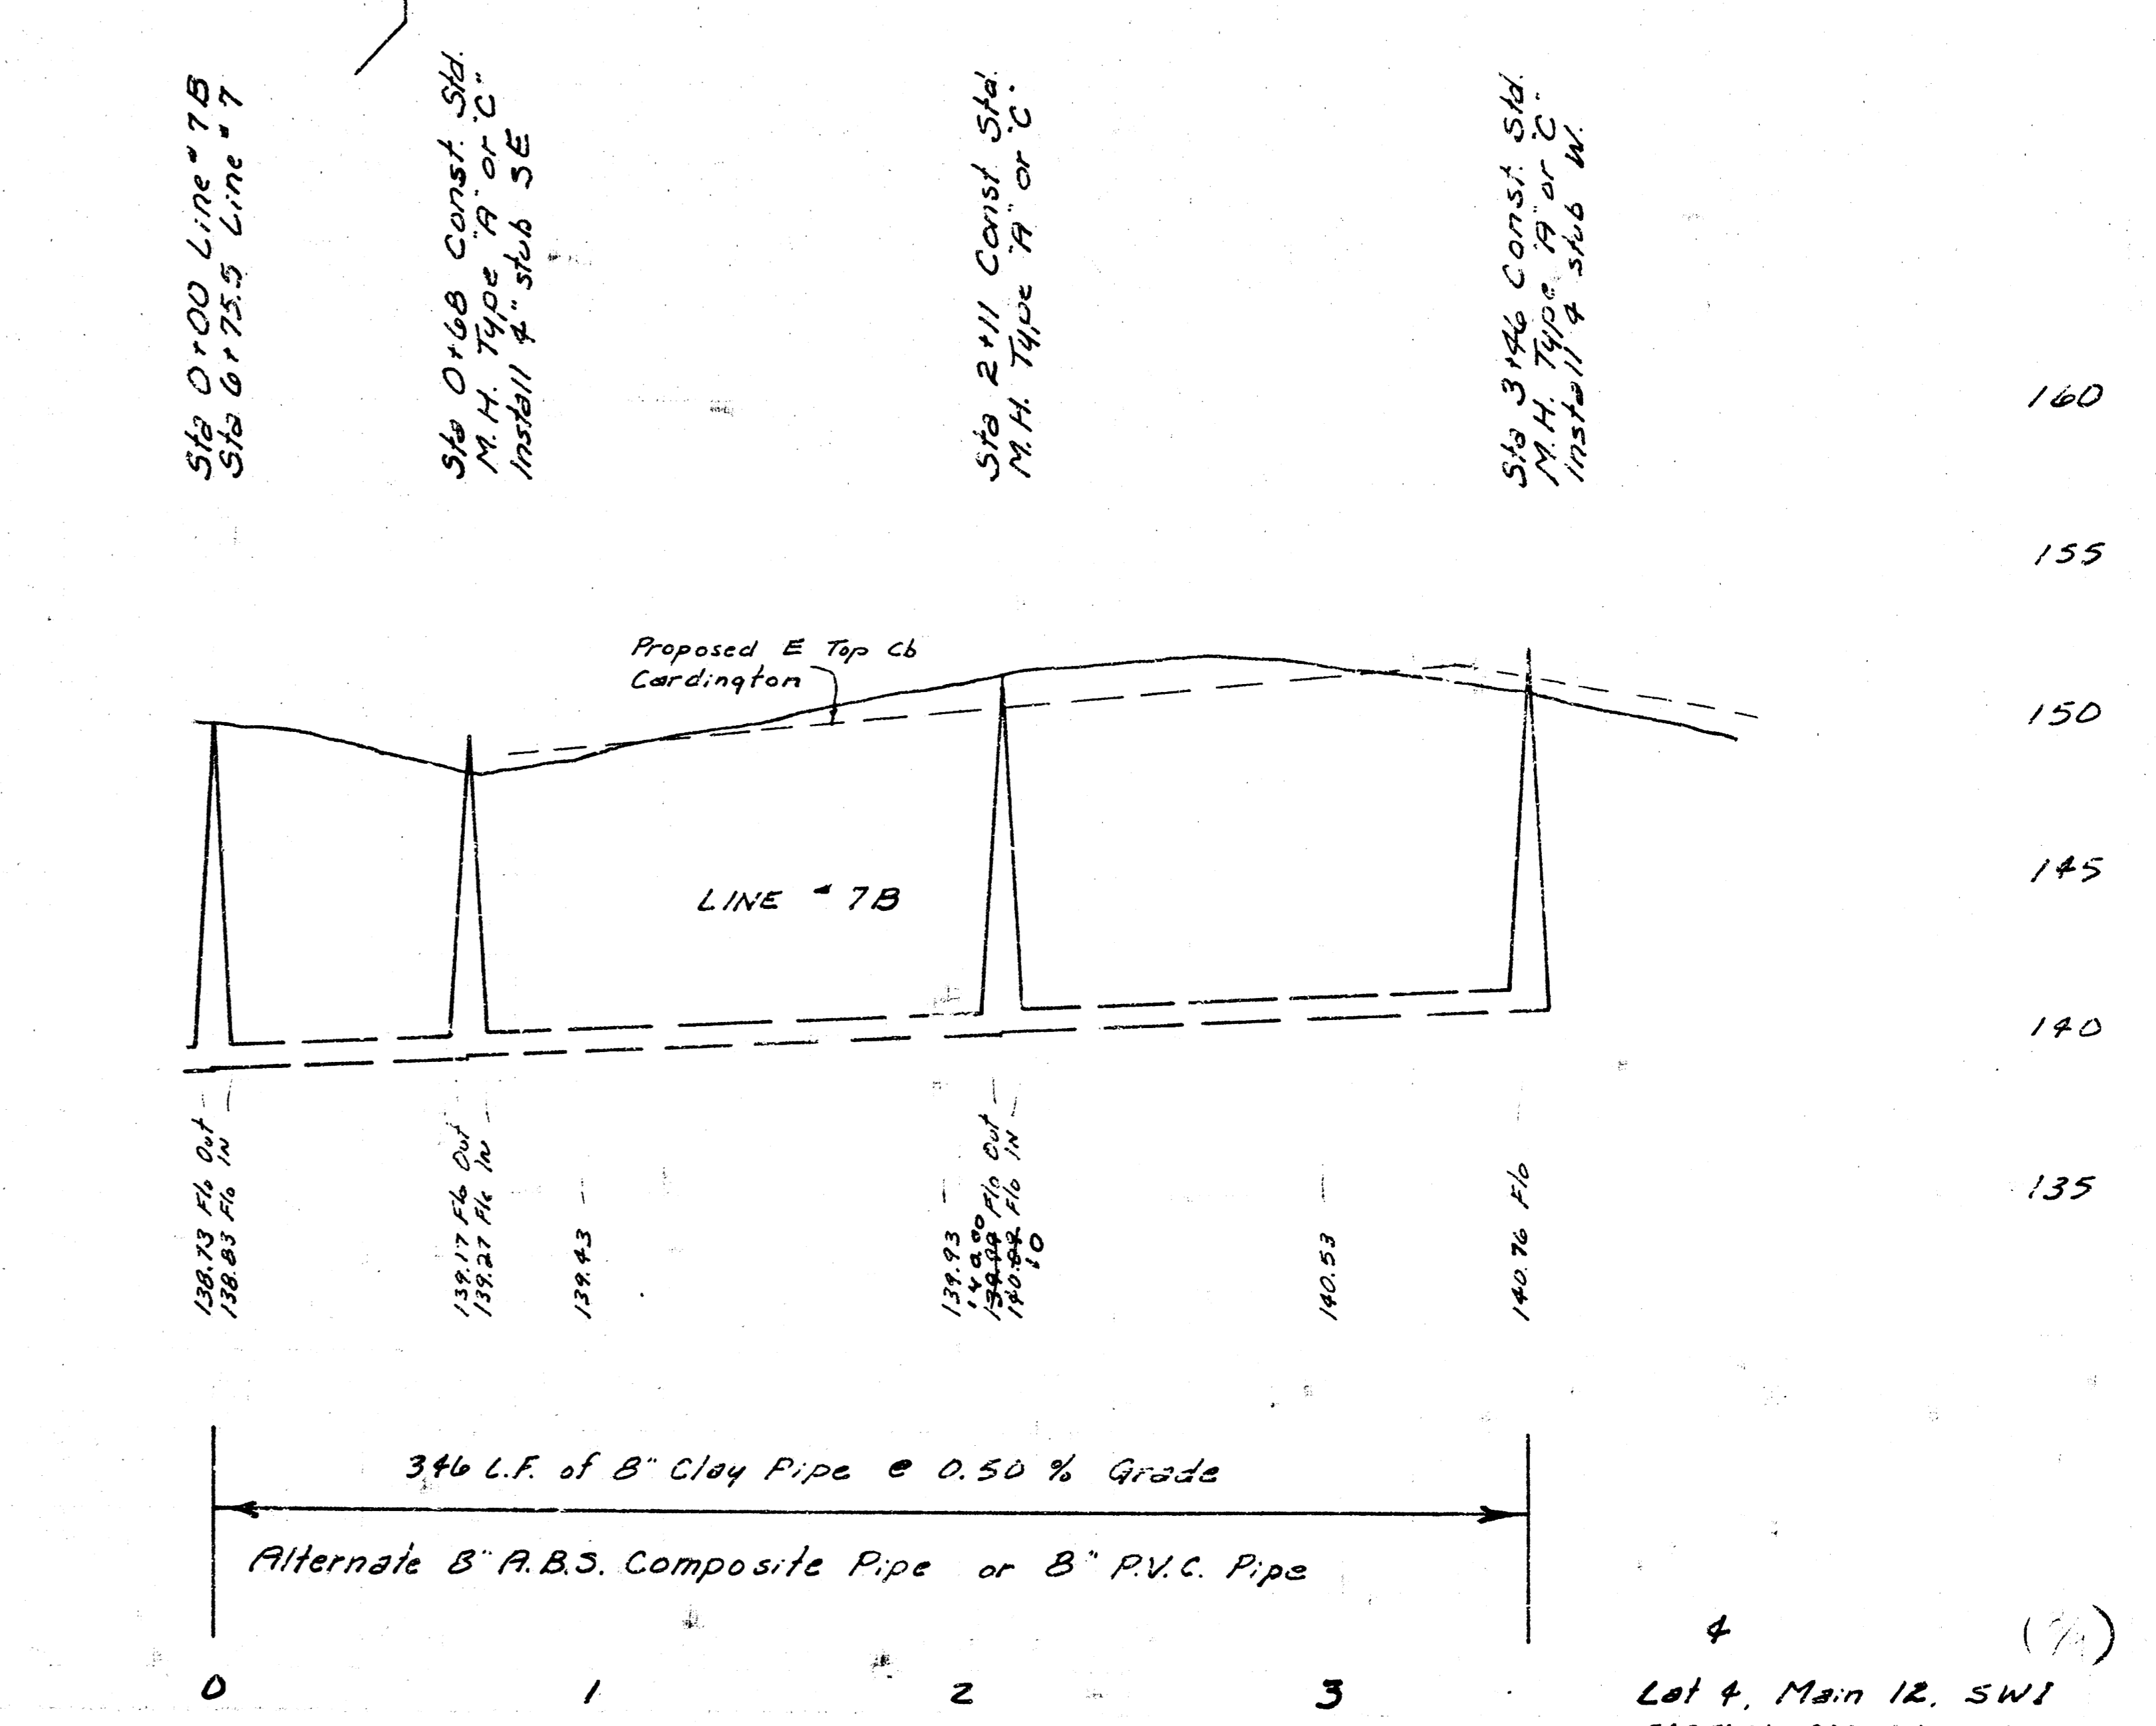 Sta 0+00 Line # 7B
Sta 6+75.5 Line # 7
Sta 0+68 Const. Std.
M.H. Type "A" or "C"
Install 4" stub SE
Sta 2+11 Const Std.
M.H. Type "A" or "C"
Sta 3+46 Const. Std.
M.H. Type "A" or "C"
Install 4" stub W.
160
155
150
145
140
135
Proposed E Top Cb
Cardington
LINE # 7B
138.73 Flo Out
138.83 Flo IN
139.17 Flo Out
139.27 Flo IN
139.43
139.93
140.00
Flo Out
140. Flo IN
10
140.53
140.76 Flo
346 L.F. of 8" Clay Pipe @ 0.50 % Grade
Alternate 8" A.B.S. Composite Pipe or 8" P.V.C. Pipe
0 1 2 3 4
Lat 4, Main 12, SWI